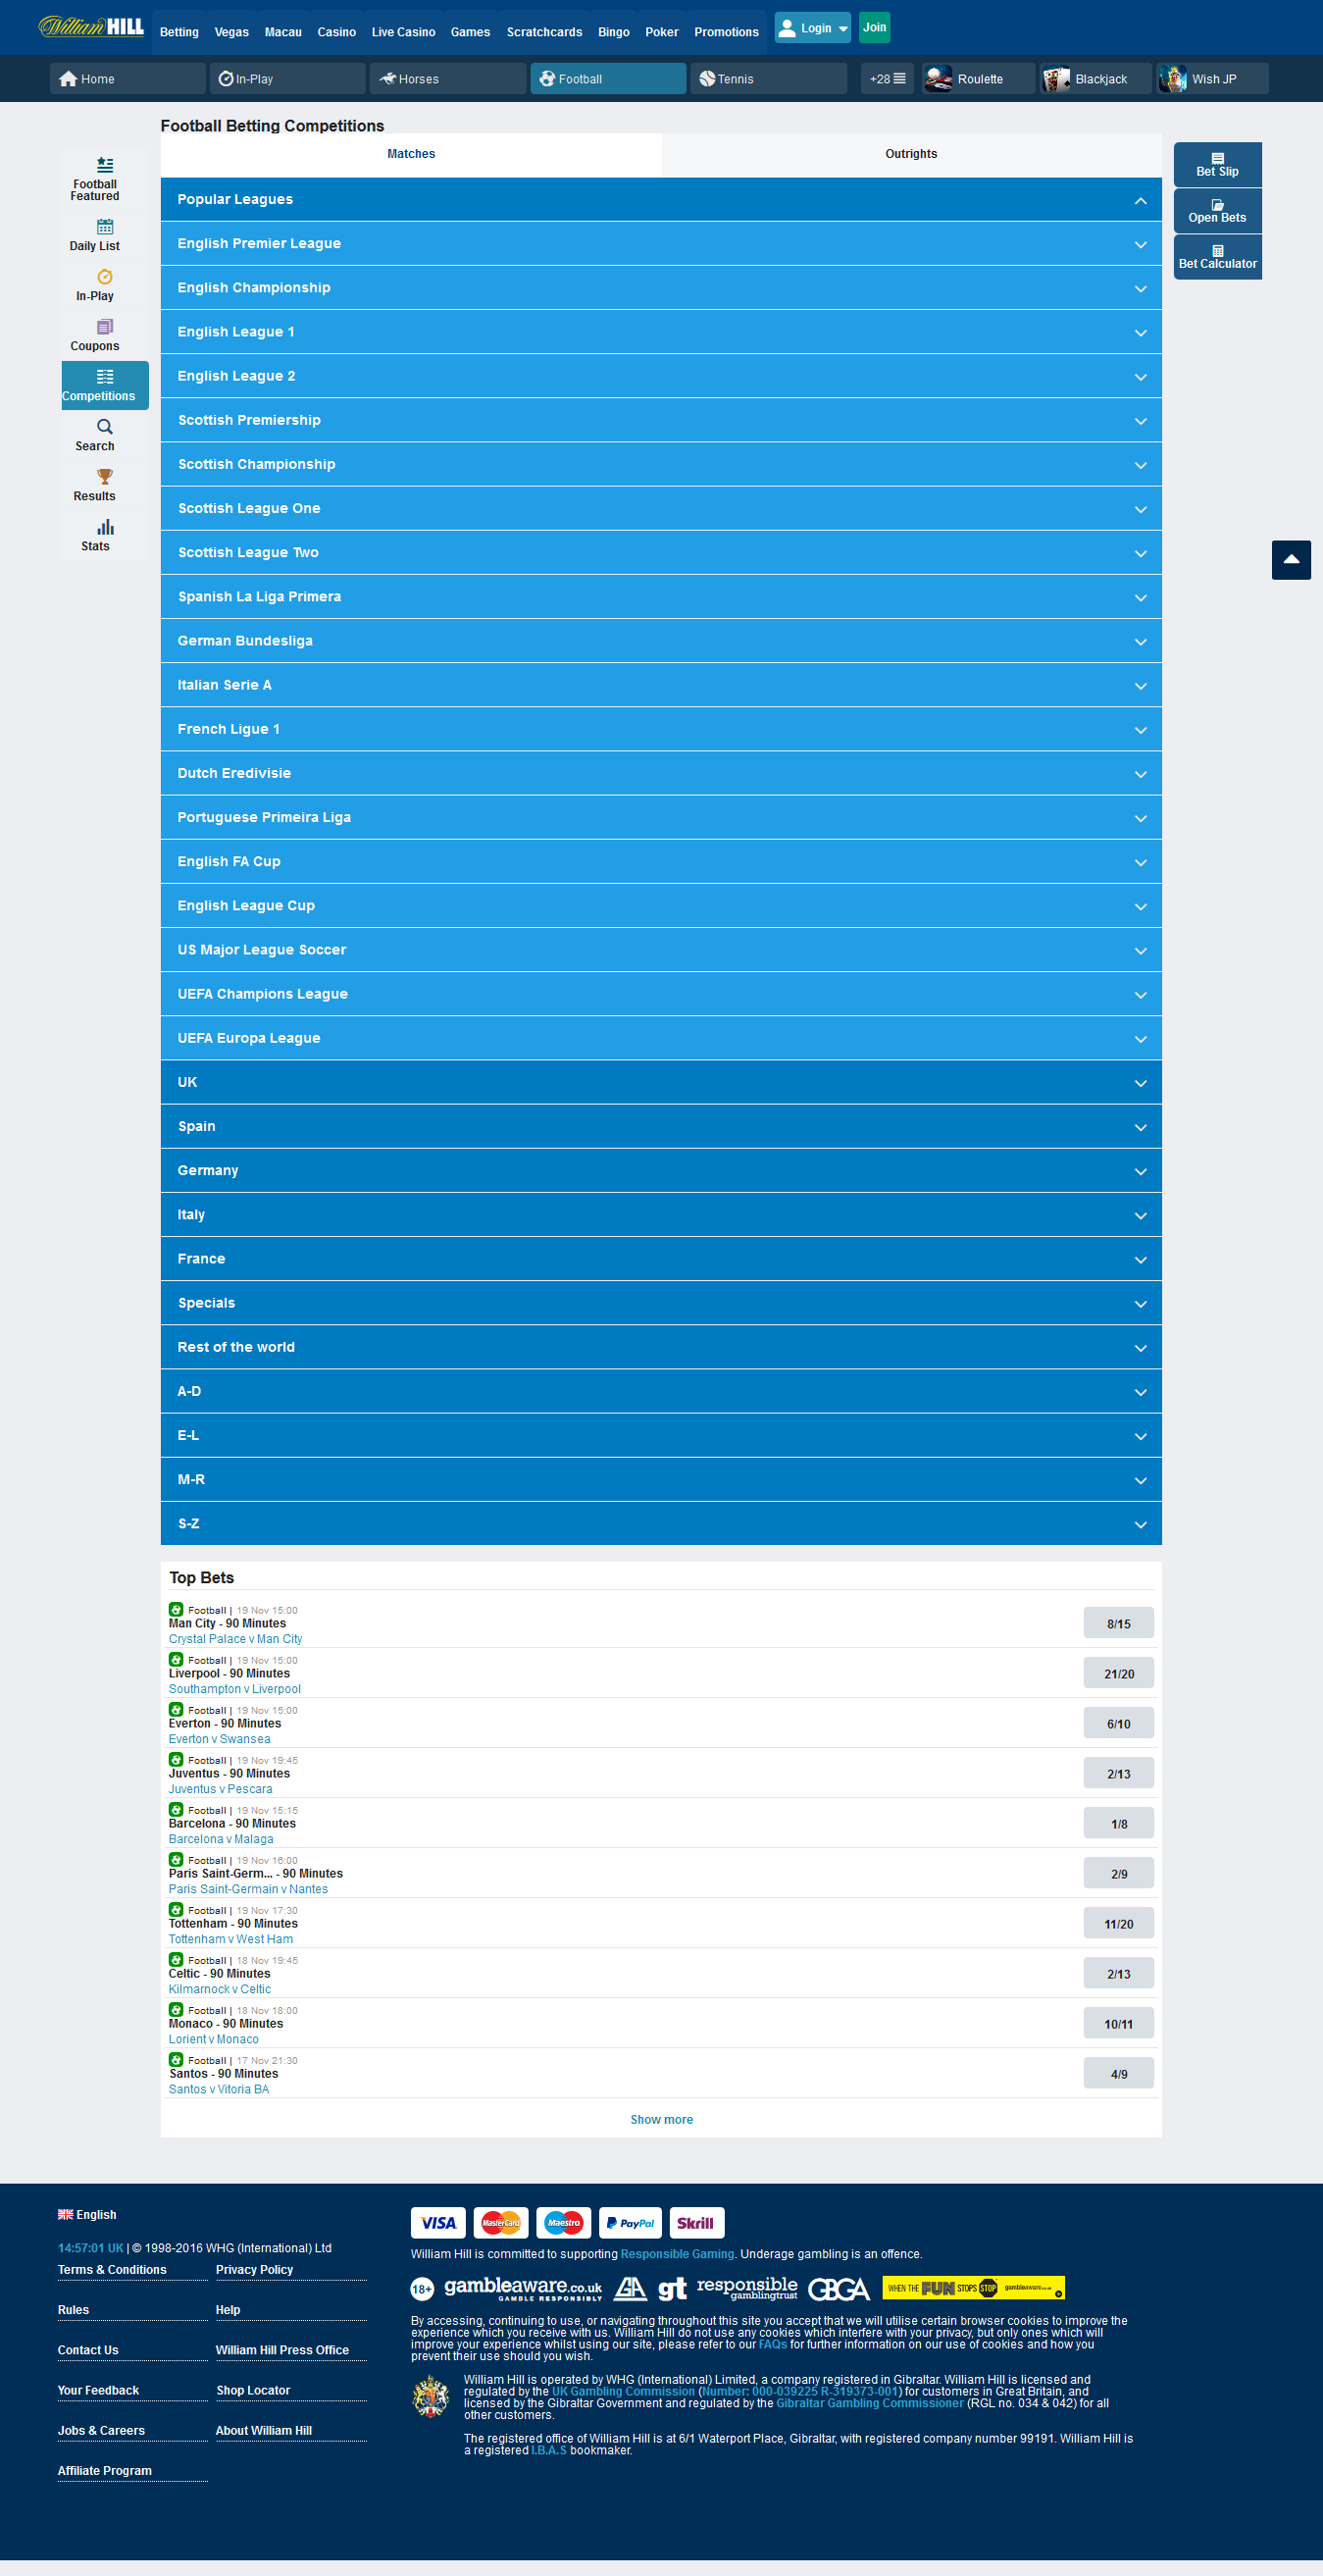 William HILL
Betting Vegas Macau Casino Live Casino Games Scratchcards Bingo Poker Promotions Login Join
Home In-Play Horses Football Tennis +28 Roulette Blackjack Wish JP
Football Betting Competitions
Matches Outrights
Football
Featured
Daily List
In-Play
Coupons
Competitions
Search
Results
Stats
Bet Slip
Open Bets
Bet Calculator
Popular Leagues
English Premier League
English Championship
English League 1
English League 2
Scottish Premiership
Scottish Championship
Scottish League One
Scottish League Two
Spanish La Liga Primera
German Bundesliga
Italian Serie A
French Ligue 1
Dutch Eredivisie
Portuguese Primeira Liga
English FA Cup
English League Cup
US Major League Soccer
UEFA Champions League
UEFA Europa League
UK
Spain
Germany
Italy
France
Specials
Rest of the world
A-D
E-L
M-R
S-Z
Top Bets
Football | 19 Nov 15:00
Man City - 90 Minutes 8/15
Crystal Palace v Man City
Football | 19 Nov 15:00
Liverpool - 90 Minutes 21/20
Southampton v Liverpool
Football | 19 Nov 15:00
Everton - 90 Minutes 6/10
Everton v Swansea
Football | 19 Nov 19:45
Juventus - 90 Minutes 2/13
Juventus v Pescara
Football | 19 Nov 15:15
Barcelona - 90 Minutes 1/8
Barcelona v Malaga
Football | 19 Nov 16:00
Paris Saint-Germ... - 90 Minutes 2/9
Paris Saint-Germain v Nantes
Football | 19 Nov 17:30
Tottenham - 90 Minutes 11/20
Tottenham v West Ham
Football | 18 Nov 19:45
Celtic - 90 Minutes 2/13
Kilmarnock v Celtic
Football | 18 Nov 18:00
Monaco - 90 Minutes 10/11
Lorient v Monaco
Football | 17 Nov 21:30
Santos - 90 Minutes 4/9
Santos v Vitoria BA
Show more
English
14:57:01 UK | © 1998-2016 WHG (International) Ltd
Terms & Conditions Privacy Policy
Rules Help
Contact Us William Hill Press Office
Your Feedback Shop Locator
Jobs & Careers About William Hill
Affiliate Program
VISA MasterCard Maestro PayPal Skrill
William Hill is committed to supporting Responsible Gaming. Underage gambling is an offence.
18+ gambleaware.co.uk GAMBLE RESPONSIBLY gt responsible gamblingtrust GBGA WHEN THE FUN STOPS STOP gambleaware.co.uk
By accessing, continuing to use, or navigating throughout this site you accept that we will utilise certain browser cookies to improve the
experience which you receive with us. William Hill do not use any cookies which interfere with your privacy, but only ones which will
improve your experience whilst using our site, please refer to our FAQs for further information on our use of cookies and how you
prevent their use should you wish.
William Hill is operated by WHG (International) Limited, a company registered in Gibraltar. William Hill is licensed and
regulated by the UK Gambling Commission (Number: 000-039225 R-319373-001) for customers in Great Britain, and
licensed by the Gibraltar Government and regulated by the Gibraltar Gambling Commissioner (RGL no. 034 & 042) for all
other customers.
The registered office of William Hill is at 6/1 Waterport Place, Gibraltar, with registered company number 99191. William Hill is
a registered I.B.A.S bookmaker.